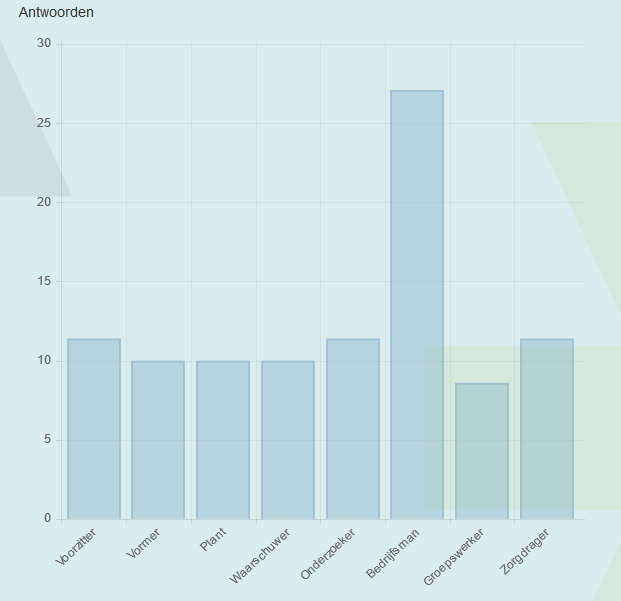 Antwoorden
30
25
20
15
10
5
0
Voorzitter
Vormer
Plant
Waarschuwer
Onderzoeker
Bedrijfsman
Groepswerker
Zorgdrager